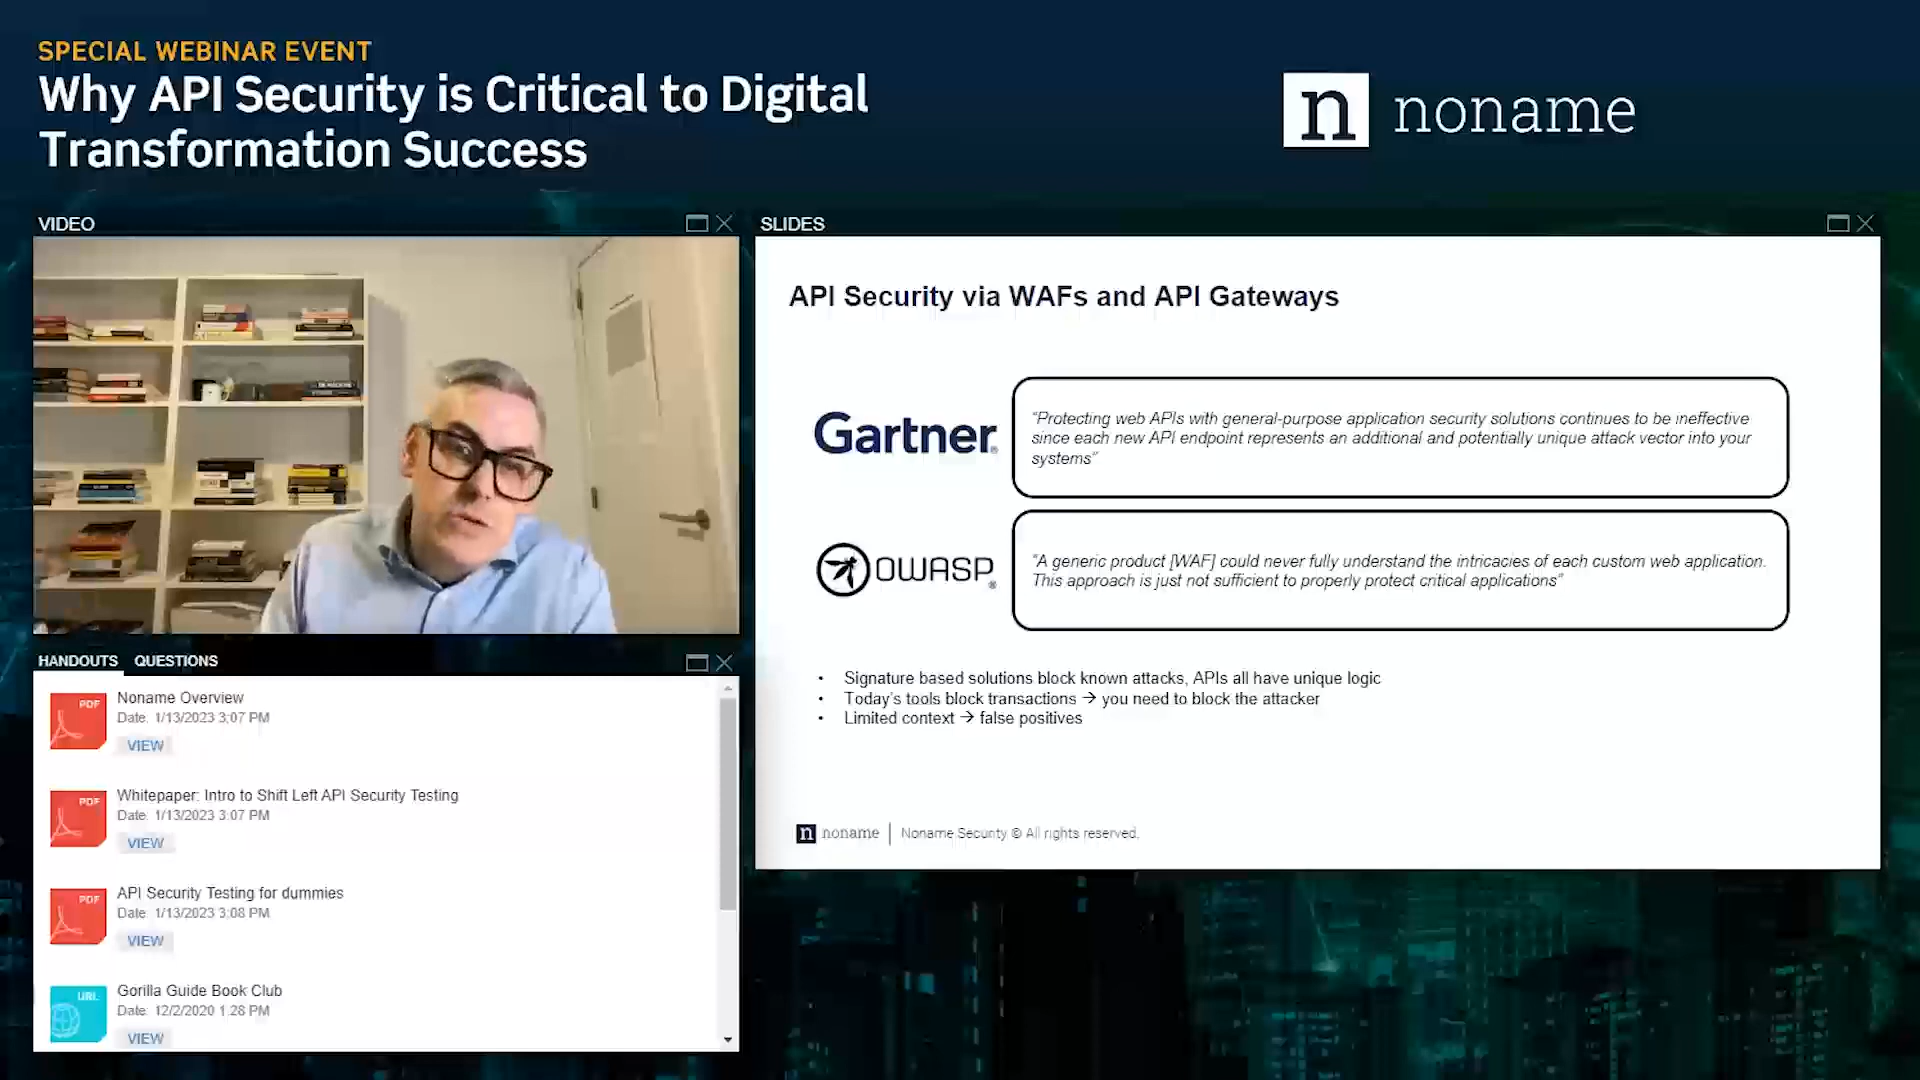 SPECIAL WEBINAR EVENT
Why API Security is Critical to Digital
Transformation Success
n noname
VIDEO
SLIDES
API Security via WAFs and API Gateways
Gartner®
"Protecting web APIs with general-purpose application security solutions continues to be ineffective
since each new API endpoint represents an additional and potentially unique attack vector into your
systems"
OWASP®
"A generic product [WAF] could never fully understand the intricacies of each custom web application.
This approach is just not sufficient to properly protect critical applications"
• Signature based solutions block known attacks, APIs all have unique logic
• Today's tools block transactions → you need to block the attacker
• Limited context → false positives
n noname | Noname Security © All rights reserved.
HANDOUTS QUESTIONS
PDF
Noname Overview
Date: 1/13/2023 3:07 PM
VIEW
PDF
Whitepaper: Intro to Shift Left API Security Testing
Date: 1/13/2023 3:07 PM
VIEW
PDF
API Security Testing for dummies
Date: 1/13/2023 3:08 PM
VIEW
URL
Gorilla Guide Book Club
Date: 12/2/2020 1:28 PM
VIEW